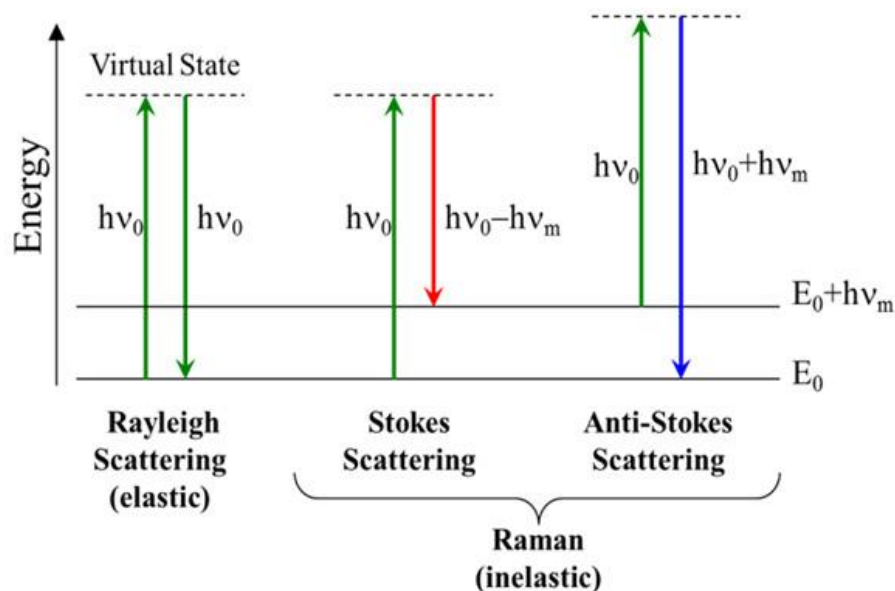 Energy
Virtual State
hν₀
hν₀
hν₀
hν₀–hνₘ
hν₀
hν₀+hνₘ
E₀+hνₘ
E₀
Rayleigh
Scattering
(elastic)
Stokes
Scattering
Anti-Stokes
Scattering
Raman
(inelastic)